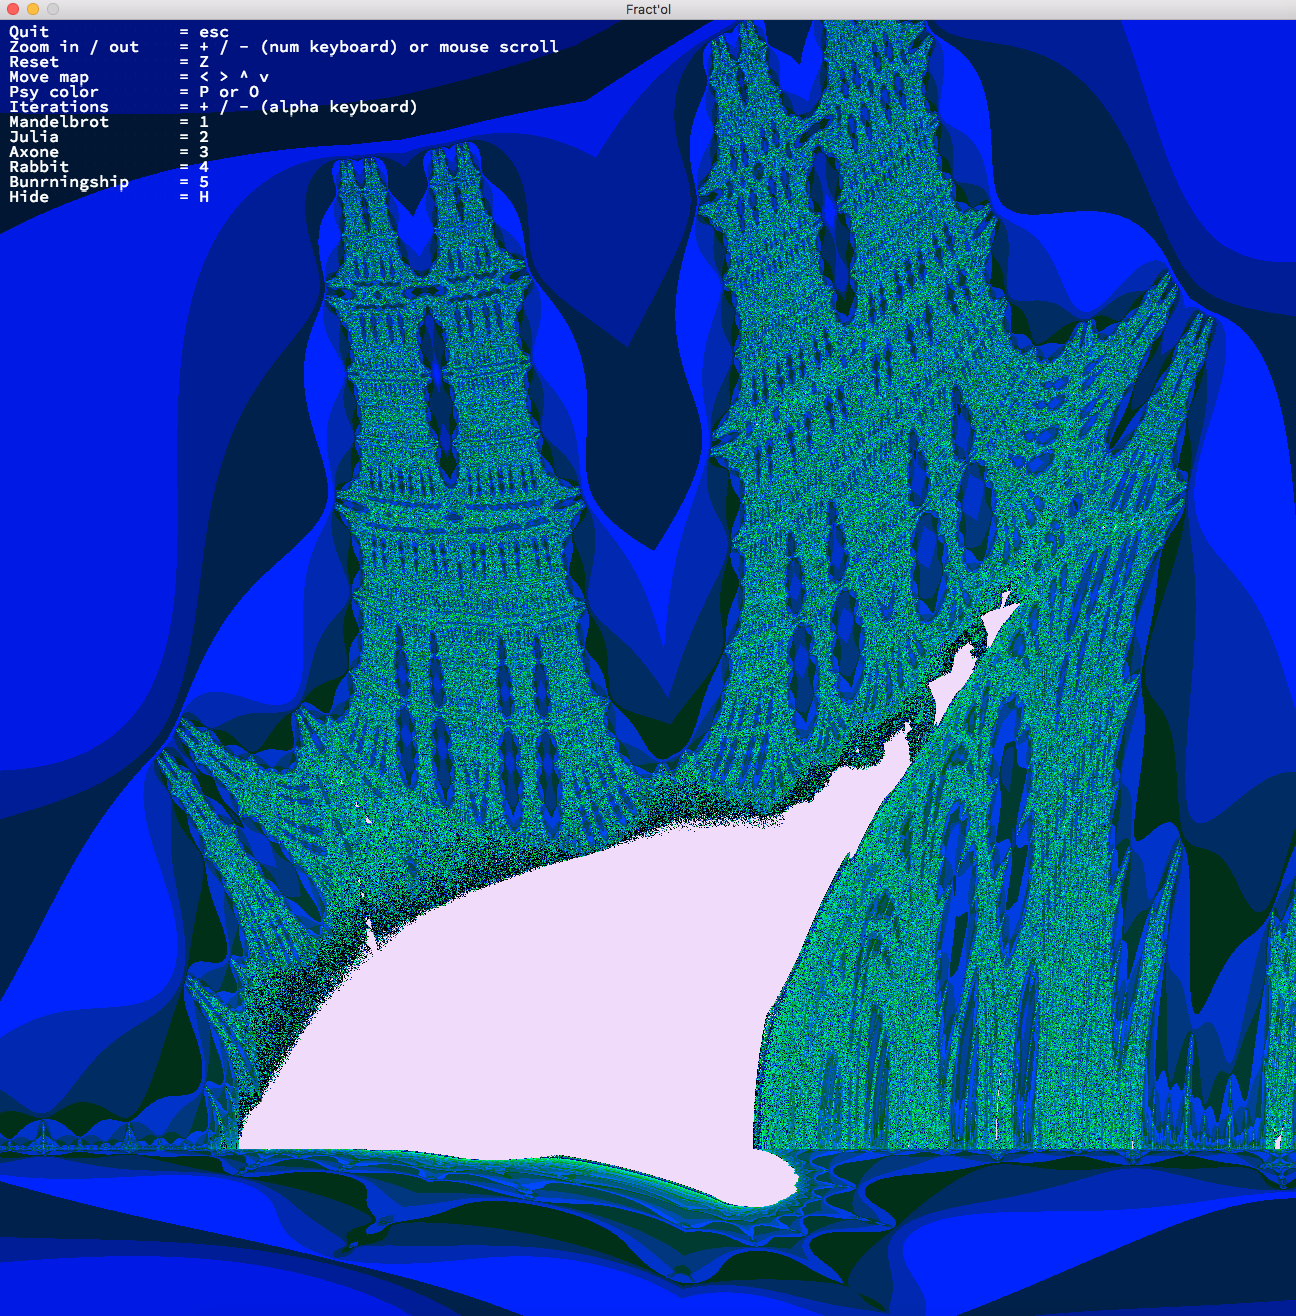 Fract'ol
Quit = esc
Zoom in / out = + / - (num keyboard) or mouse scroll
Reset = Z
Move map = < > ^ v
Psy color = P or O
Iterations = + / - (alpha keyboard)
Mandelbrot = 1
Julia = 2
Axone = 3
Rabbit = 4
Bunrningship = 5
Hide = H